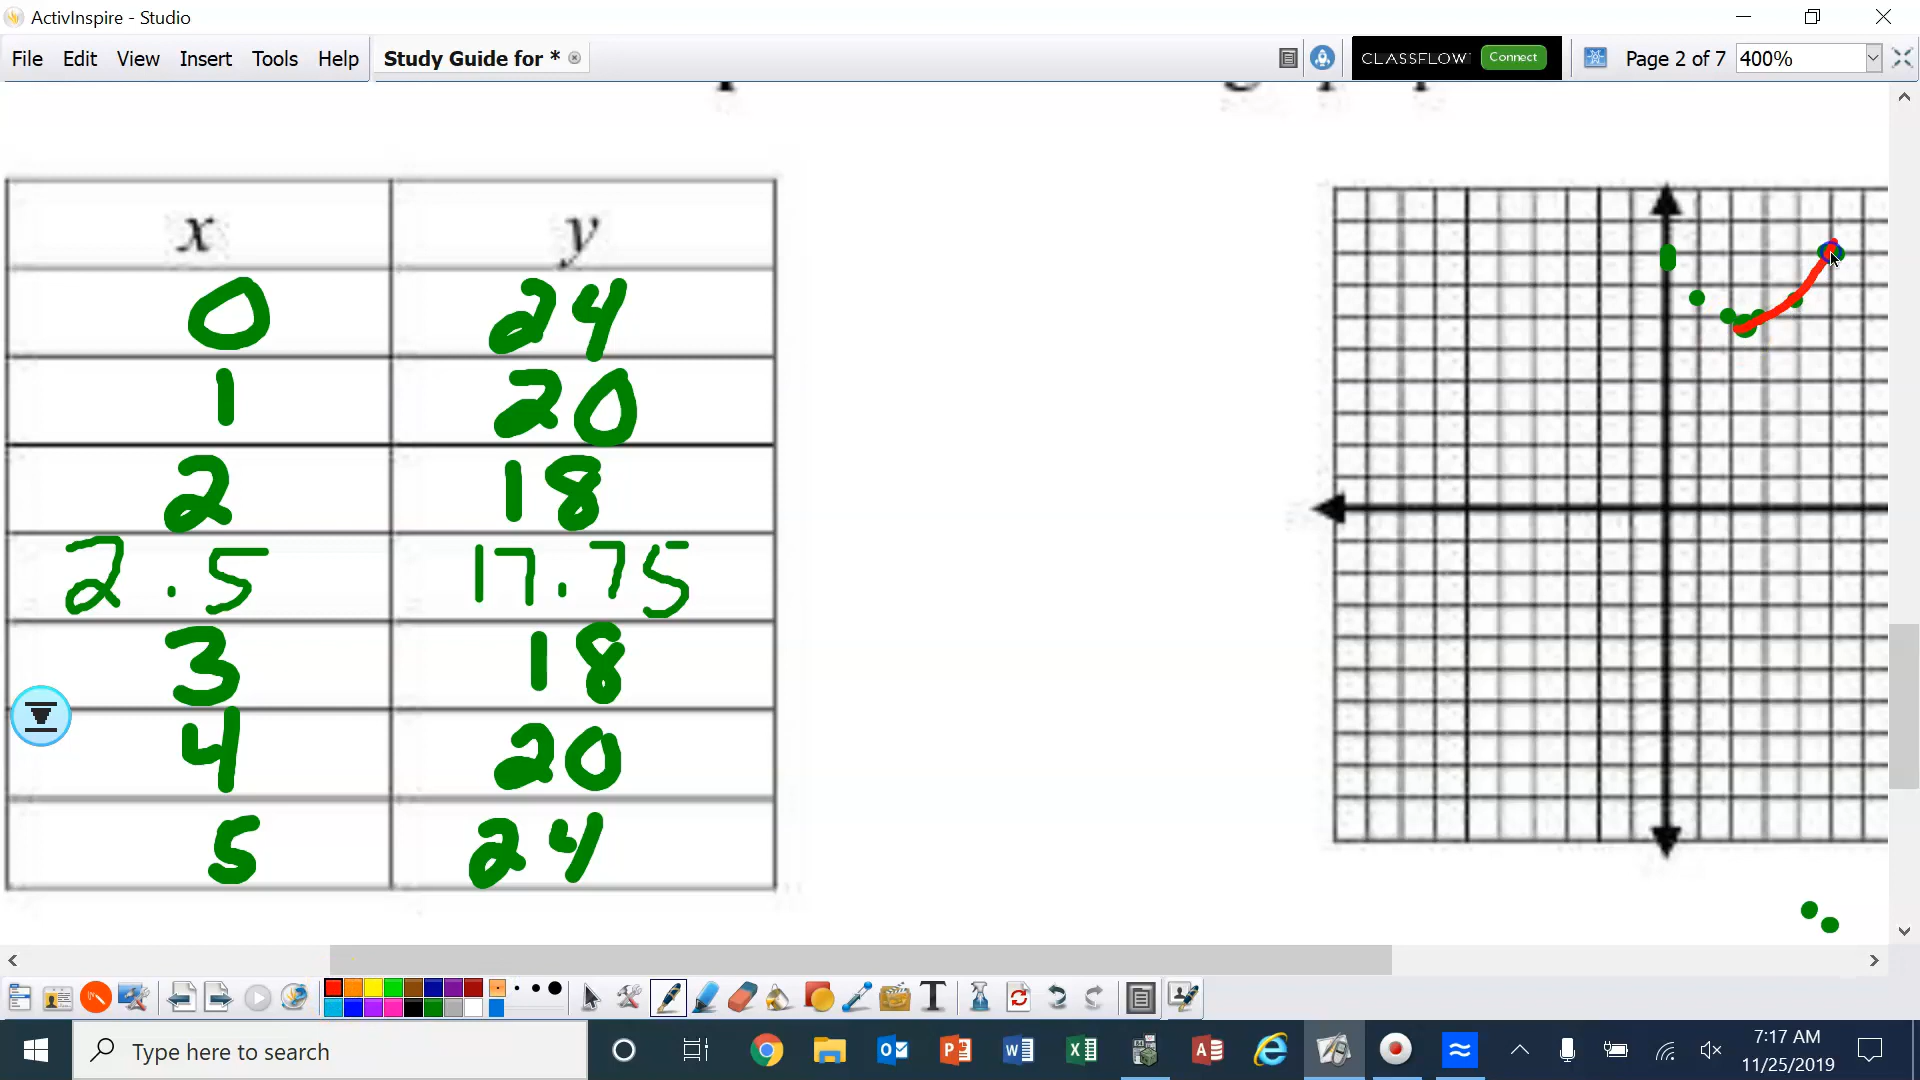 ActivInspire - Studio
File Edit View Insert Tools Help Study Guide for * CLASSFLOW Connect Page 2 of 7 400%
x y
0 24
1 20
2 18
2.5 17.75
3 18
4 20
5 24
T
Type here to search
7:17 AM
11/25/2019